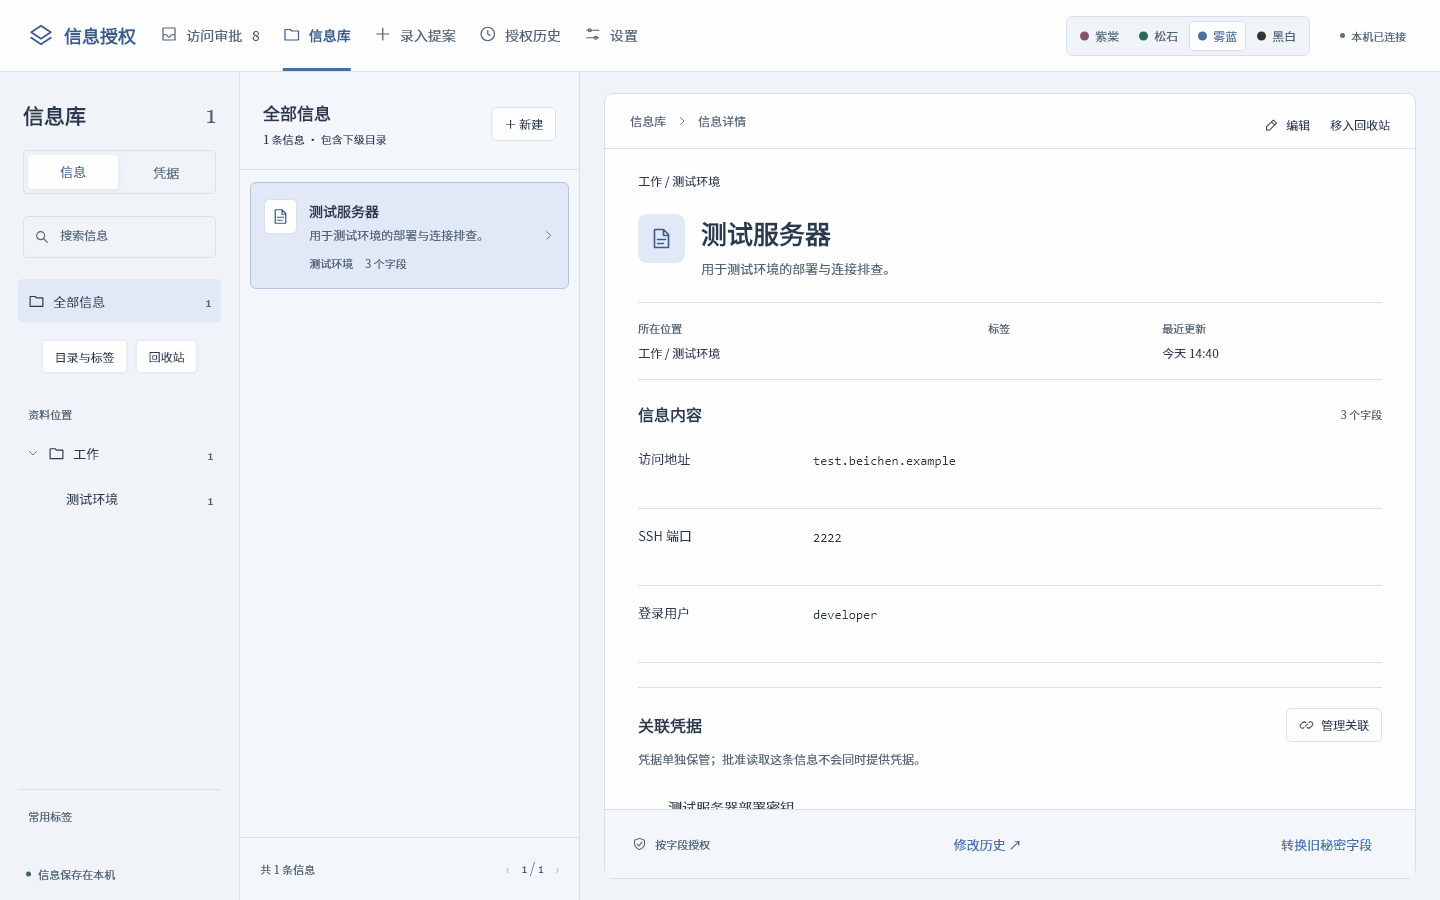 信息授权
访问审批 8
信息库
录入提案
授权历史
设置
紫棠
松石
雾蓝
黑白
本机已连接
信息库 1
信息 凭据
搜索信息
全部信息 1
目录与标签 回收站
资料位置
工作 1
测试环境 1
常用标签
信息保存在本机
全部信息
1 条信息 · 包含下级目录
新建
测试服务器
用于测试环境的部署与连接排查。
测试环境 3 个字段
共 1 条信息
‹ 1 / 1 ›
信息库 > 信息详情
编辑 移入回收站
工作 / 测试环境
测试服务器
用于测试环境的部署与连接排查。
所在位置 标签 最近更新
工作 / 测试环境 今天 14:40
信息内容 3 个字段
访问地址 test.beichen.example
SSH 端口 2222
登录用户 developer
关联凭据 管理关联
凭据单独保管；批准读取这条信息不会同时提供凭据。
测试服务器部署密钥
按字段授权 修改历史 ↗ 转换旧秘密字段